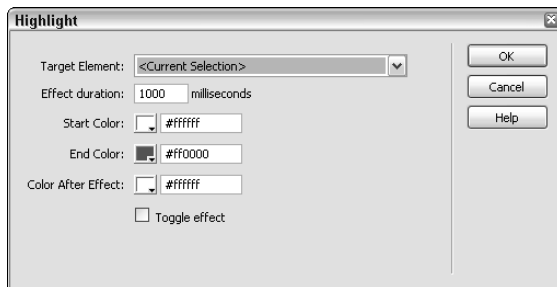 Highlight
Target Element: <Current Selection>
Effect duration: 1000 milliseconds
Start Color: #ffffff
End Color: #ff0000
Color After Effect: #ffffff
Toggle effect
OK
Cancel
Help